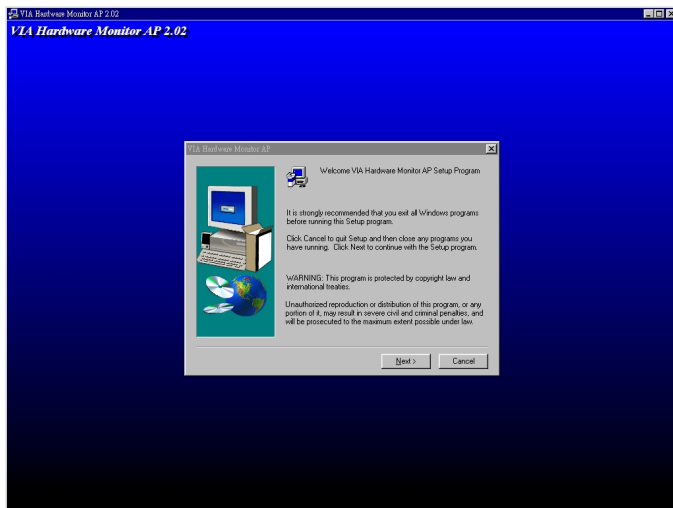 VIA Hardware Monitor AP 2.02
VIA Hardware Monitor AP 2.02
VIA Hardware Monitor AP
Welcome VIA Hardware Monitor AP Setup Program
It is strongly recommended that you exit all Windows programs
before running this Setup program.
Click Cancel to quit Setup and then close any programs you
have running. Click Next to continue with the Setup program.
WARNING: This program is protected by copyright law and
international treaties.
Unauthorized reproduction or distribution of this program, or any
portion of it, may result in severe civil and criminal penalties, and
will be prosecuted to the maximum extent possible under law.
Next >
Cancel